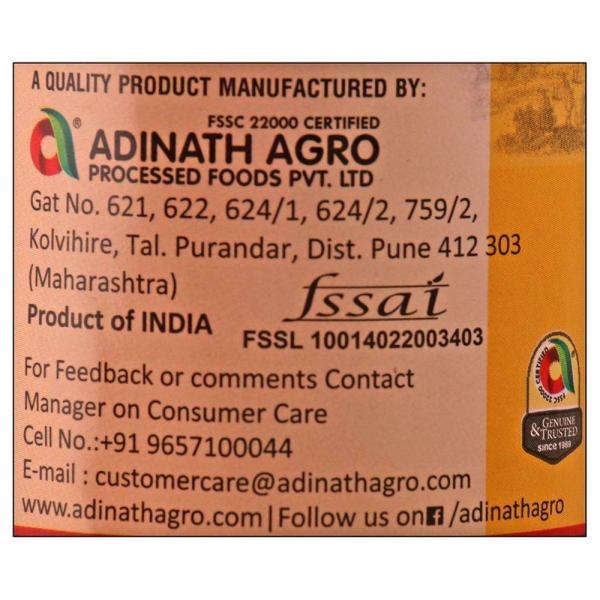 A QUALITY PRODUCT MANUFACTURED BY:
FSSC 22000 CERTIFIED
ADINATH AGRO
PROCESSED FOODS PVT. LTD
Gat No. 621, 622, 624/1, 624/2, 759/2,
Kolvihire, Tal. Purandar, Dist. Pune 412 303
(Maharashtra)
fssai
Product of INDIA
FSSL 10014022003403
For Feedback or comments Contact
Manager on Consumer Care
Cell No.:+91 9657100044
E-mail : customercare@adinathagro.com
www.adinathagro.com|Follow us on f /adinathagro
FSSC 22000 CERTIFIED
GENUINE
& TRUSTED
Since 1989